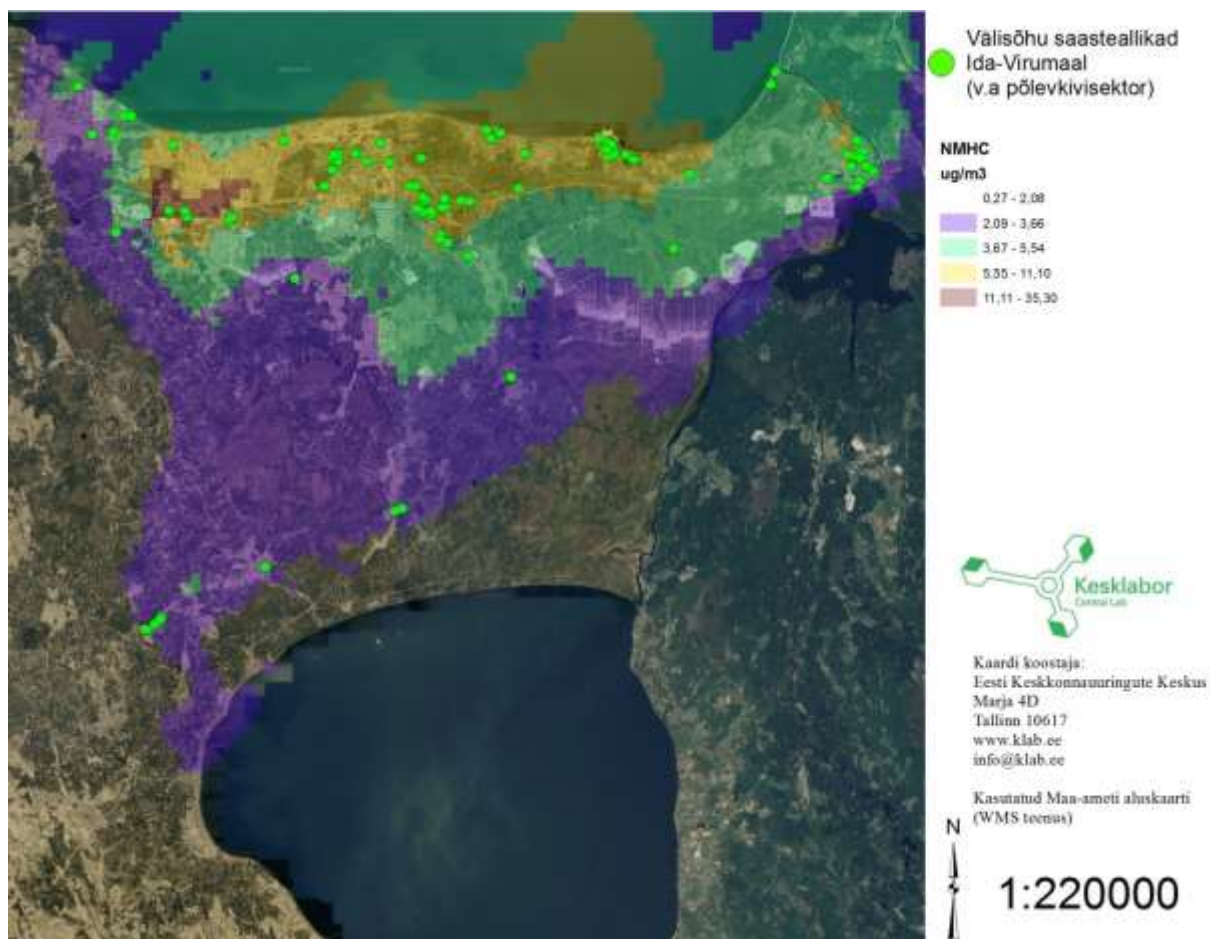 Välisõhu saasteallikad
Ida-Virumaal
(v.a põlevkivisektor)
NMHC
ug/m3
0,27 - 2,08
2,09 - 3,66
3,67 - 5,54
5,55 - 11,10
11,11 - 35,30
Kesklabor
Central Lab
Kaardi koostaja:
Eesti Keskkonnauuringute Keskus
Marja 4D
Tallinn 10617
www.klab.ee
info@klab.ee
Kasutatud Maa-ameti aluskaarti
(WMS teenus)
N
1:220000